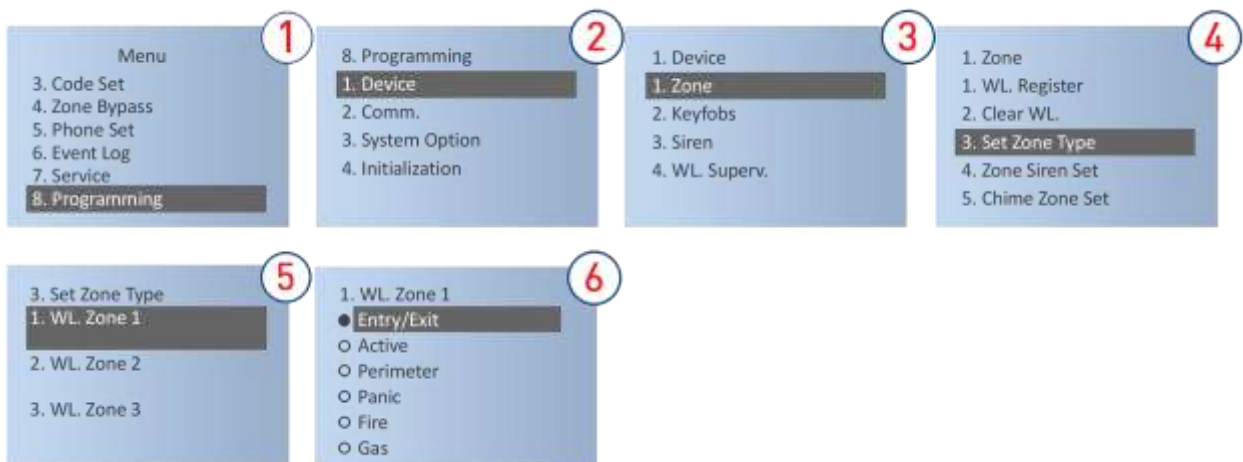 1
Menu
3. Code Set
4. Zone Bypass
5. Phone Set
6. Event Log
7. Service
8. Programming
2
8. Programming
1. Device
2. Comm.
3. System Option
4. Initialization
3
1. Device
1. Zone
2. Keyfobs
3. Siren
4. WL. Superv.
4
1. Zone
1. WL. Register
2. Clear WL.
3. Set Zone Type
4. Zone Siren Set
5. Chime Zone Set
5
3. Set Zone Type
1. WL. Zone 1
2. WL. Zone 2
3. WL. Zone 3
6
1. WL. Zone 1
Entry/Exit
Active
Perimeter
Panic
Fire
Gas